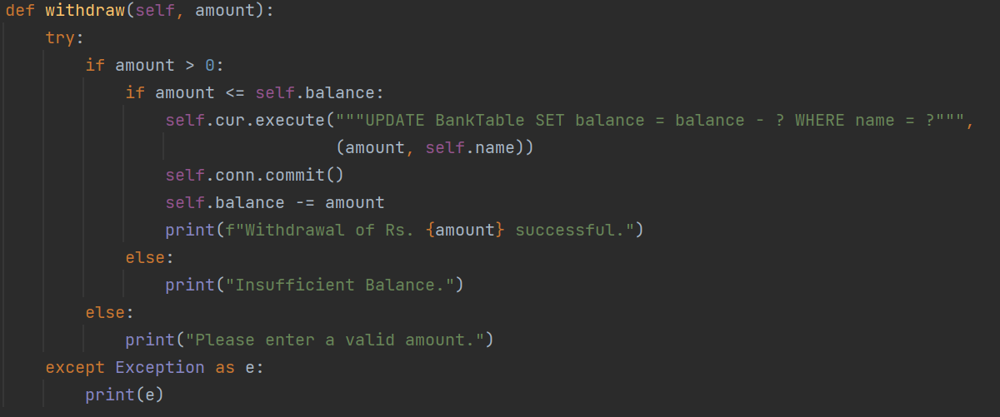 def withdraw(self, amount):
    try:
        if amount > 0:
            if amount <= self.balance:
                self.cur.execute("""UPDATE BankTable SET balance = balance - ? WHERE name = ?""",
                                 (amount, self.name))
                self.conn.commit()
                self.balance -= amount
                print(f"Withdrawal of Rs. {amount} successful.")
            else:
                print("Insufficient Balance.")
        else:
            print("Please enter a valid amount.")
    except Exception as e:
        print(e)